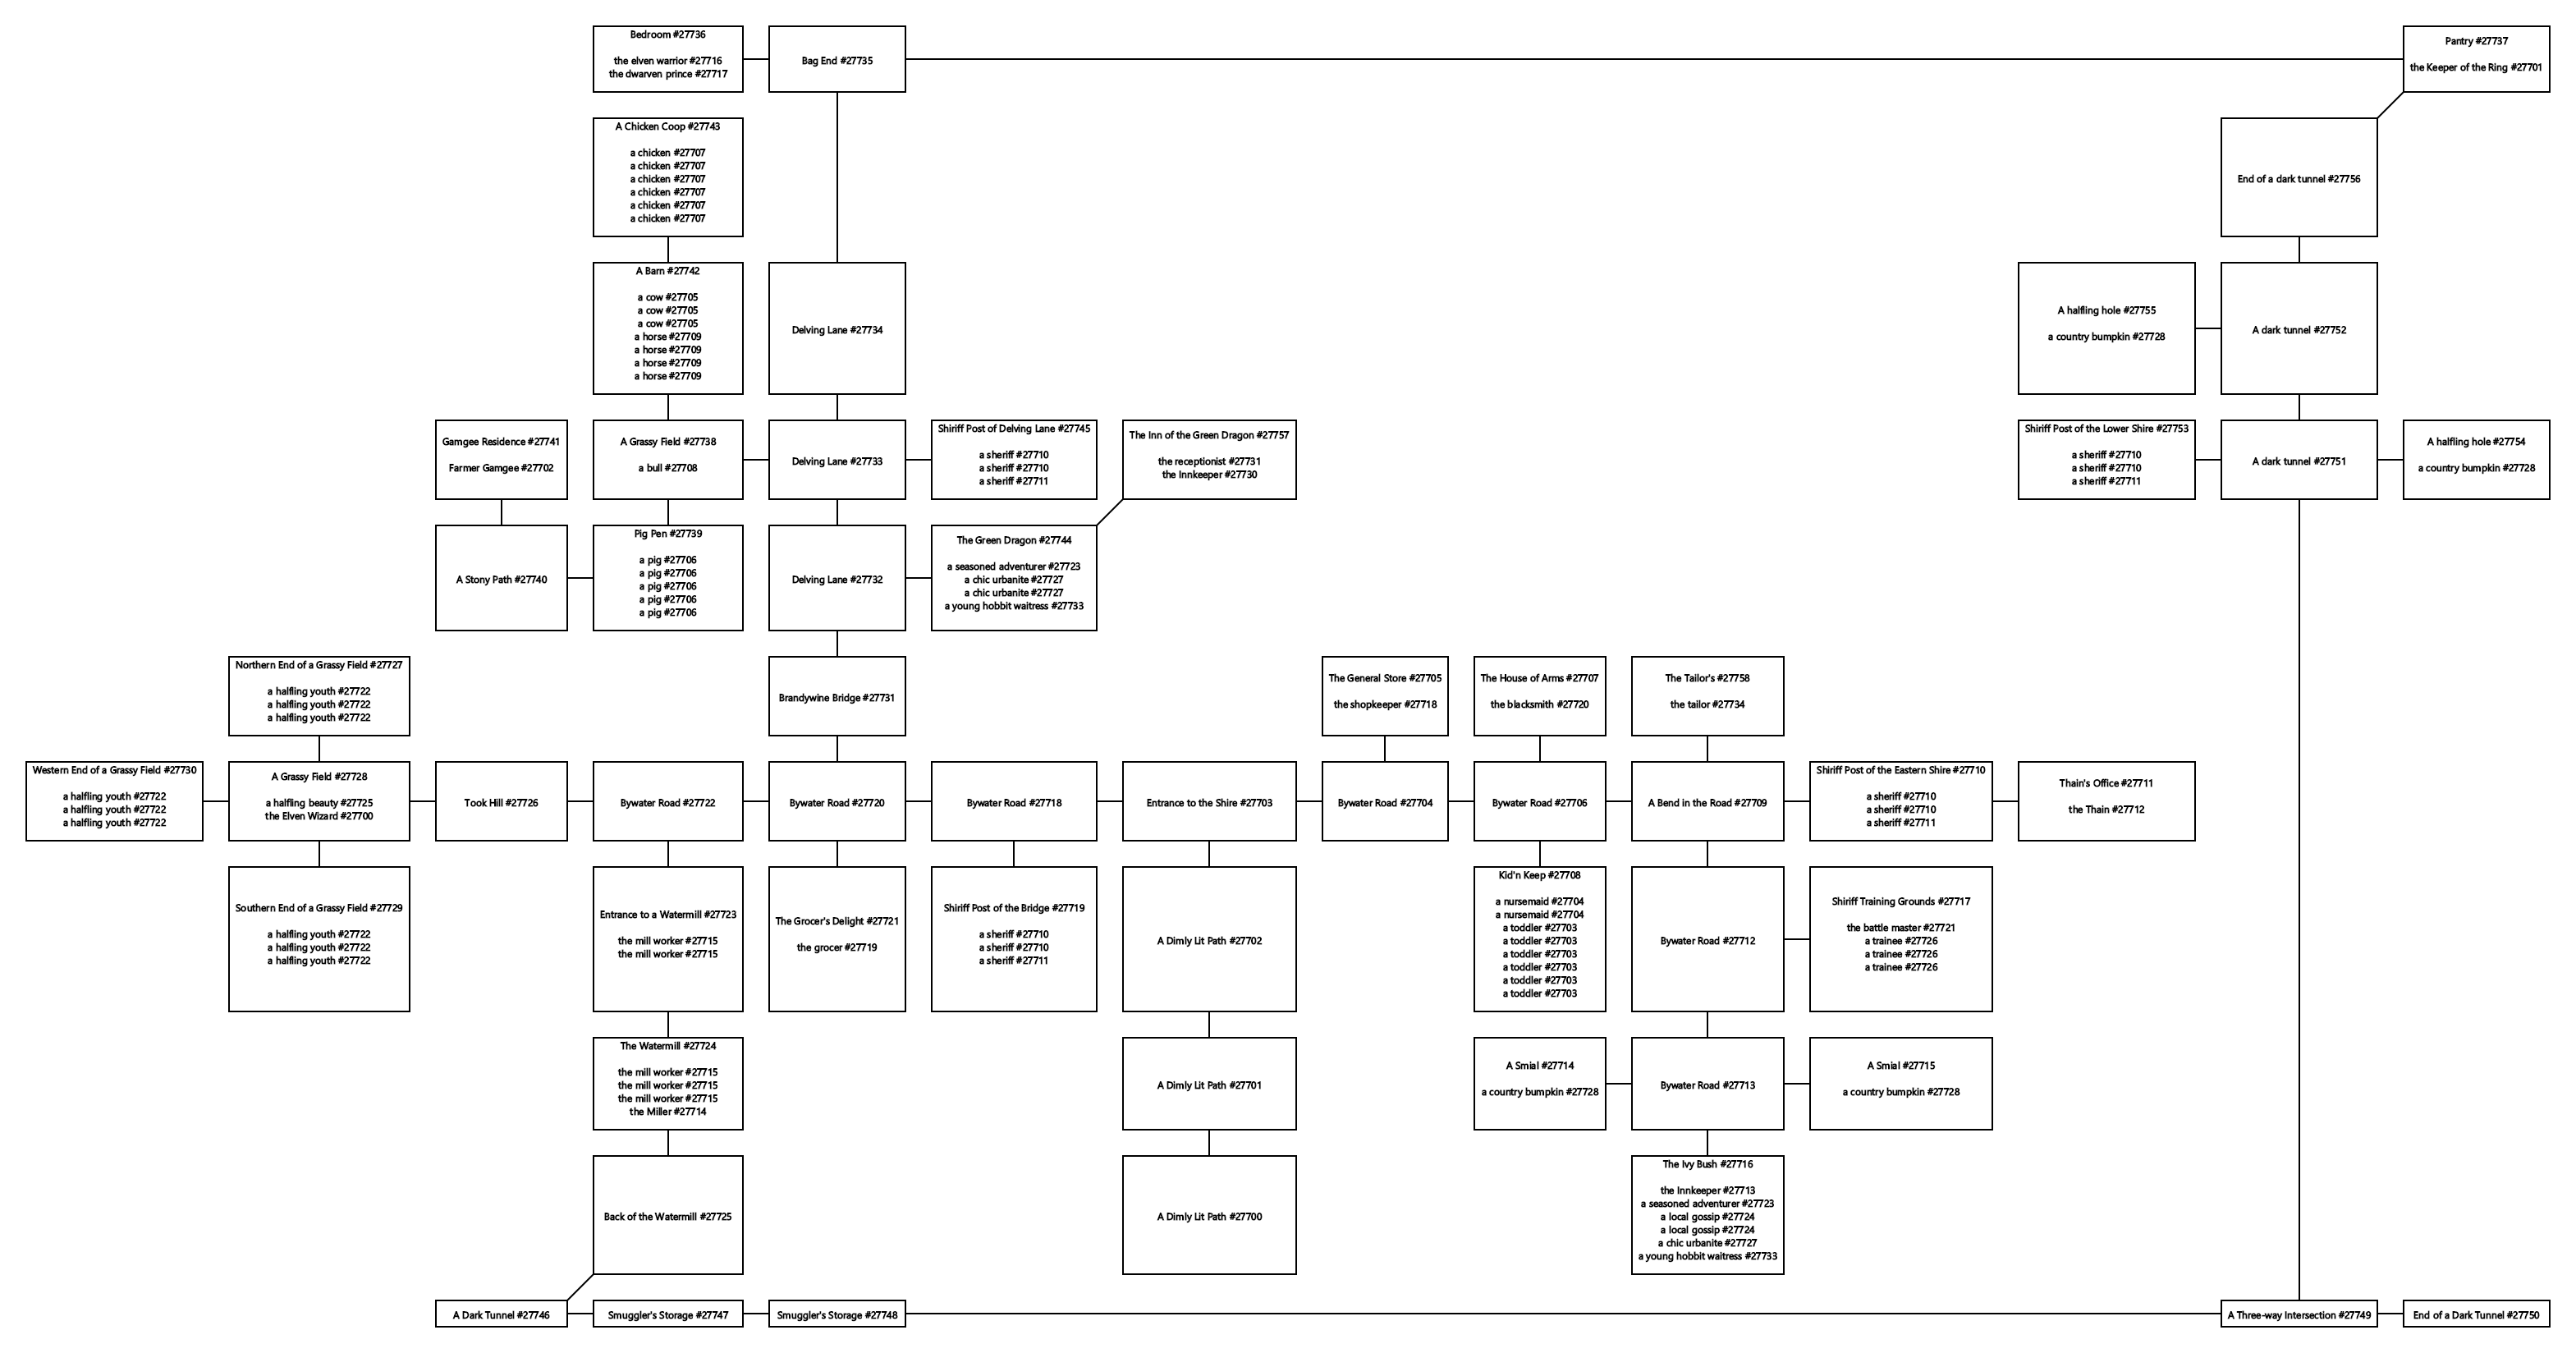 Bedroom #27736
the elven warrior #27716
the dwarven prince #27717
Bag End #27735
Pantry #27737
the Keeper of the Ring #27701
A Chicken Coop #27743
a chicken #27707
a chicken #27707
a chicken #27707
a chicken #27707
a chicken #27707
a chicken #27707
End of a dark tunnel #27756
A Barn #27742
a cow #27705
a cow #27705
a cow #27705
a horse #27709
a horse #27709
a horse #27709
a horse #27709
Delving Lane #27734
A halfling hole #27755
a country bumpkin #27728
A dark tunnel #27752
Gamgee Residence #27741
Farmer Gamgee #27702
A Grassy Field #27738
a bull #27708
Delving Lane #27733
Shiriff Post of Delving Lane #27745
a sheriff #27710
a sheriff #27710
a sheriff #27711
The Inn of the Green Dragon #27757
the receptionist #27731
the Innkeeper #27730
Shiriff Post of the Lower Shire #27753
a sheriff #27710
a sheriff #27710
a sheriff #27711
A dark tunnel #27751
A halfling hole #27754
a country bumpkin #27728
A Stony Path #27740
Pig Pen #27739
a pig #27706
a pig #27706
a pig #27706
a pig #27706
a pig #27706
Delving Lane #27732
The Green Dragon #27744
a seasoned adventurer #27723
a chic urbanite #27727
a chic urbanite #27727
a young hobbit waitress #27733
Northern End of a Grassy Field #27727
a halfling youth #27722
a halfling youth #27722
a halfling youth #27722
Brandywine Bridge #27731
The General Store #27705
the shopkeeper #27718
The House of Arms #27707
the blacksmith #27720
The Tailor's #27758
the tailor #27734
Western End of a Grassy Field #27730
a halfling youth #27722
a halfling youth #27722
a halfling youth #27722
A Grassy Field #27728
a halfling beauty #27725
the Elven Wizard #27700
Took Hill #27726
Bywater Road #27722
Bywater Road #27720
Bywater Road #27718
Entrance to the Shire #27703
Bywater Road #27704
Bywater Road #27706
A Bend in the Road #27709
Shiriff Post of the Eastern Shire #27710
a sheriff #27710
a sheriff #27710
a sheriff #27711
Thain's Office #27711
the Thain #27712
Southern End of a Grassy Field #27729
a halfling youth #27722
a halfling youth #27722
a halfling youth #27722
Entrance to a Watermill #27723
the mill worker #27715
the mill worker #27715
The Grocer's Delight #27721
the grocer #27719
Shiriff Post of the Bridge #27719
a sheriff #27710
a sheriff #27710
a sheriff #27711
A Dimly Lit Path #27702
Kid'n Keep #27708
a nursemaid #27704
a nursemaid #27704
a toddler #27703
a toddler #27703
a toddler #27703
a toddler #27703
a toddler #27703
a toddler #27703
Bywater Road #27712
Shiriff Training Grounds #27717
the battle master #27721
a trainee #27726
a trainee #27726
a trainee #27726
The Watermill #27724
the mill worker #27715
the mill worker #27715
the mill worker #27715
the Miller #27714
A Dimly Lit Path #27701
A Smial #27714
a country bumpkin #27728
Bywater Road #27713
A Smial #27715
a country bumpkin #27728
Back of the Watermill #27725
A Dimly Lit Path #27700
The Ivy Bush #27716
the Innkeeper #27713
a seasoned adventurer #27723
a local gossip #27724
a local gossip #27724
a chic urbanite #27727
a young hobbit waitress #27733
A Dark Tunnel #27746
Smuggler's Storage #27747
Smuggler's Storage #27748
A Three-way Intersection #27749
End of a Dark Tunnel #27750